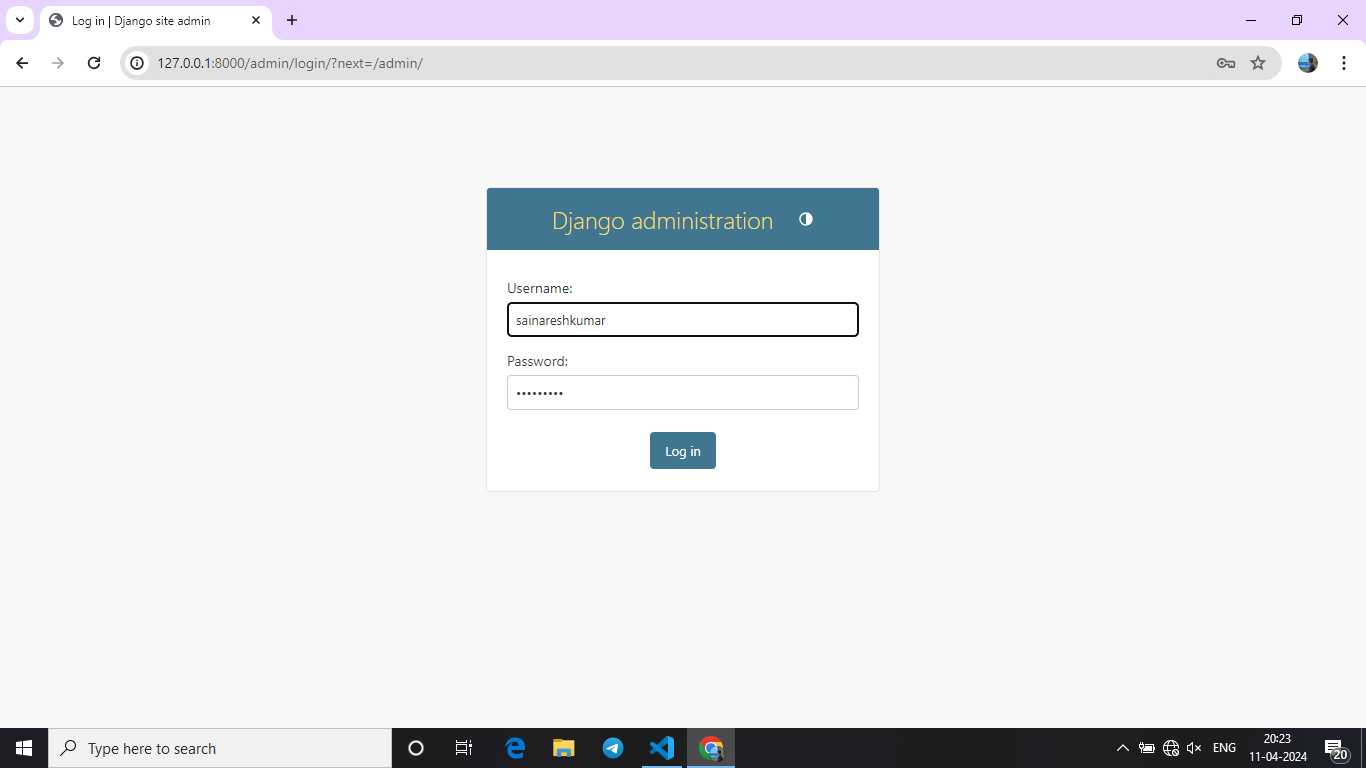 Log in | Django site admin
127.0.0.1:8000/admin/login/?next=/admin/
Django administration
Username:
sainareshkumar
Password:
•••••••••
Log in
Type here to search
ENG
20:23
11-04-2024
20